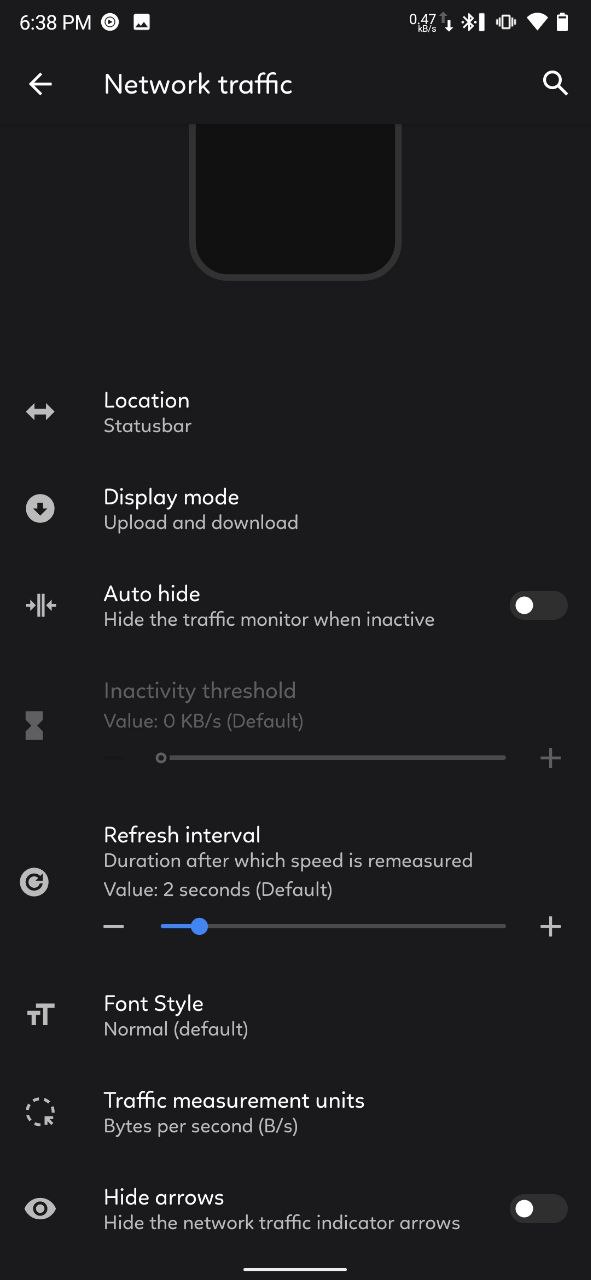 6:38 PM
0.47
kB/s
Network traffic
Location
Statusbar
Display mode
Upload and download
Auto hide
Hide the traffic monitor when inactive
Inactivity threshold
Value: 0 KB/s (Default)
Refresh interval
Duration after which speed is remeasured
Value: 2 seconds (Default)
Font Style
Normal (default)
Traffic measurement units
Bytes per second (B/s)
Hide arrows
Hide the network traffic indicator arrows